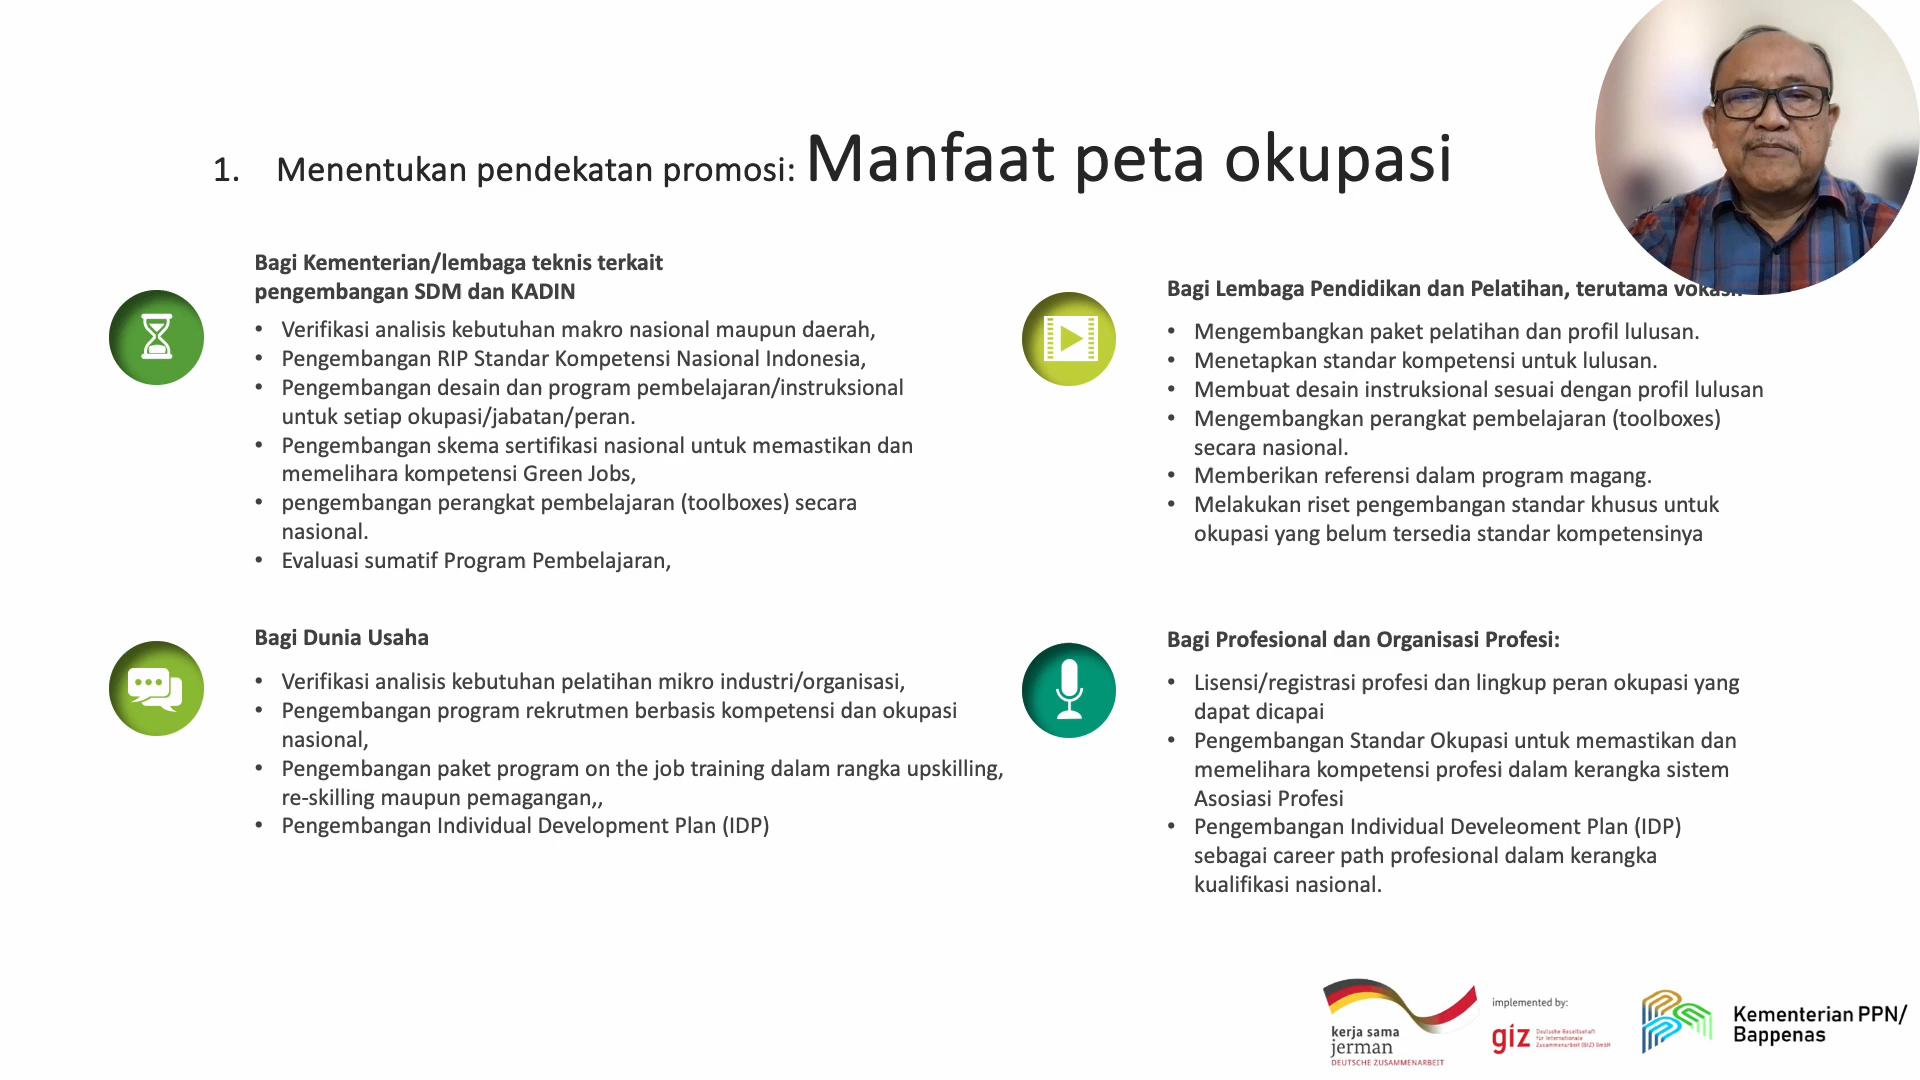 1. Menentukan pendekatan promosi: Manfaat peta okupasi
Bagi Kementerian/lembaga teknis terkait
pengembangan SDM dan KADIN
• Verifikasi analisis kebutuhan makro nasional maupun daerah,
• Pengembangan RIP Standar Kompetensi Nasional Indonesia,
• Pengembangan desain dan program pembelajaran/instruksional
untuk setiap okupasi/jabatan/peran.
• Pengembangan skema sertifikasi nasional untuk memastikan dan
memelihara kompetensi Green Jobs,
• pengembangan perangkat pembelajaran (toolboxes) secara
nasional.
• Evaluasi sumatif Program Pembelajaran,
Bagi Lembaga Pendidikan dan Pelatihan, terutama
• Mengembangkan paket pelatihan dan profil lulusan.
• Menetapkan standar kompetensi untuk lulusan.
• Membuat desain instruksional sesuai dengan profil lulusan
• Mengembangkan perangkat pembelajaran (toolboxes)
secara nasional.
• Memberikan referensi dalam program magang.
• Melakukan riset pengembangan standar khusus untuk
okupasi yang belum tersedia standar kompetensinya
Bagi Dunia Usaha
• Verifikasi analisis kebutuhan pelatihan mikro industri/organisasi,
• Pengembangan program rekrutmen berbasis kompetensi dan okupasi
nasional,
• Pengembangan paket program on the job training dalam rangka upskilling,
re-skilling maupun pemagangan,,
• Pengembangan Individual Development Plan (IDP)
Bagi Profesional dan Organisasi Profesi:
• Lisensi/registrasi profesi dan lingkup peran okupasi yang
dapat dicapai
• Pengembangan Standar Okupasi untuk memastikan dan
memelihara kompetensi profesi dalam kerangka sistem
Asosiasi Profesi
• Pengembangan Individual Develeoment Plan (IDP)
sebagai career path profesional dalam kerangka
kualifikasi nasional.
kerja sama
jerman
DEUTSCHE ZUSAMMENARBEIT
implemented by:
giz
Deutsche Gesellschaft
für Internationale
Zusammenarbeit (GIZ) GmbH
Kementerian PPN/
Bappenas